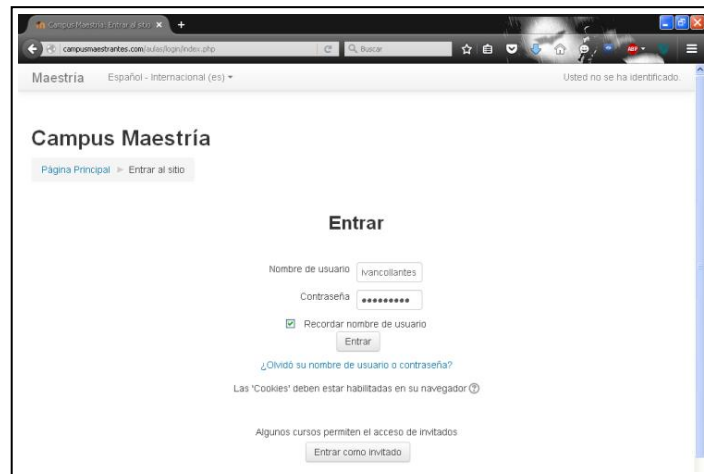 Campus Maestría: Entrar al sitio
campusmaestrantes.com/aulas/login/index.php
Buscar
ABP
Maestría Español - Internacional (es)
Usted no se ha identificado.
Campus Maestría
Página Principal Entrar al sitio
Entrar
Nombre de usuario ivancollantes
Contraseña
Recordar nombre de usuario
Entrar
¿Olvidó su nombre de usuario o contraseña?
Las 'Cookies' deben estar habilitadas en su navegador
Algunos cursos permiten el acceso de invitados
Entrar como invitado